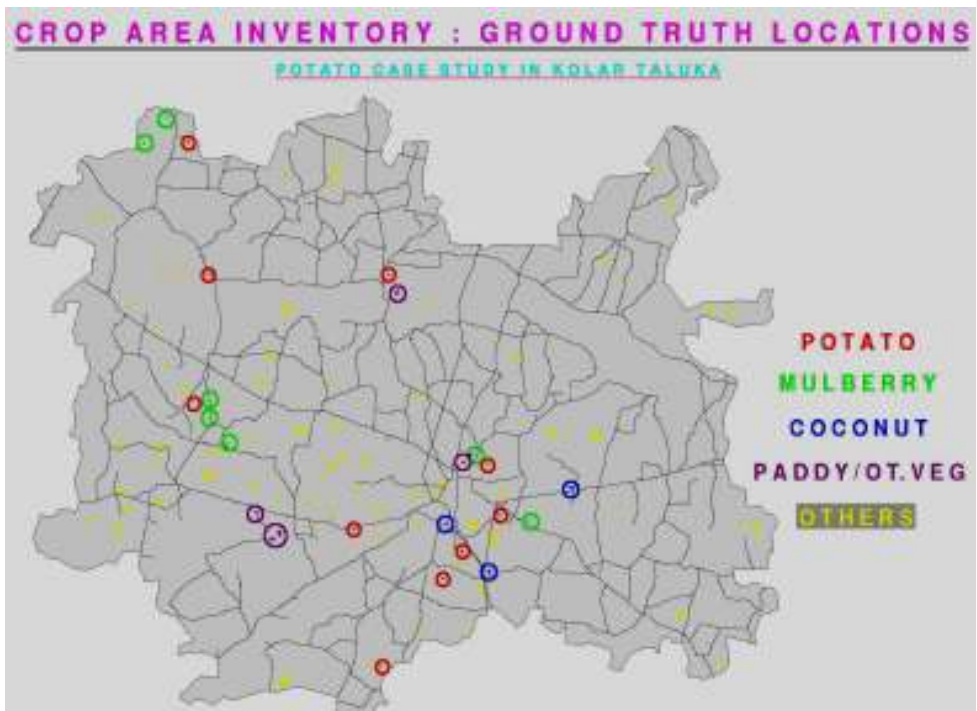 CROP AREA INVENTORY : GROUND TRUTH LOCATIONS
POTATO CASE STUDY IN KOLAR TALUKA
POTATO
MULBERRY
COCONUT
PADDY/OT.VEG
OTHERS